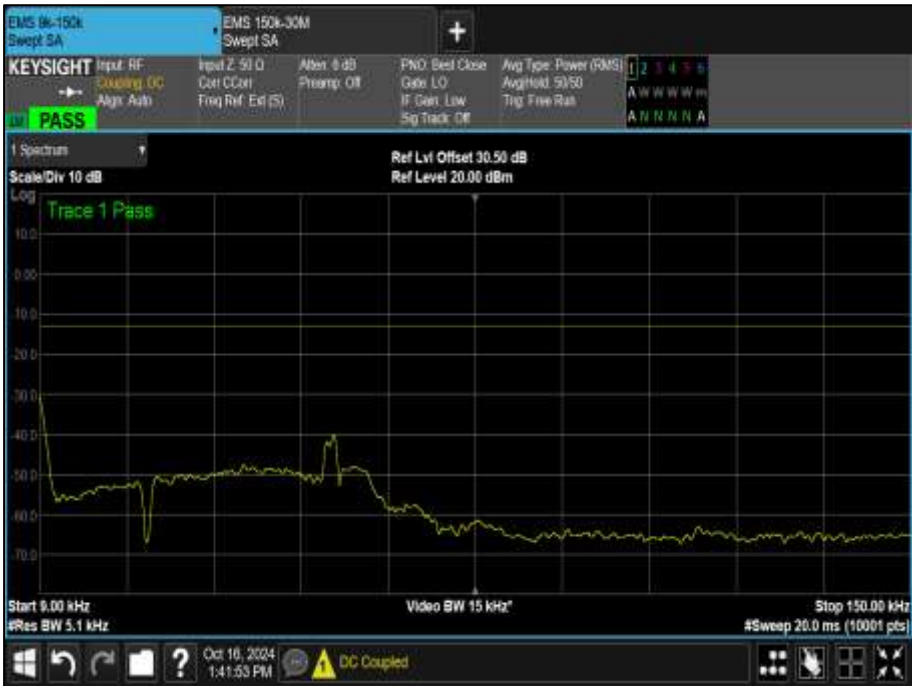 EMS 9k-150k
Swept SA
EMS 150k-30M
Swept SA
+
KEYSIGHT
Input: RF
Coupling: DC
Align: Auto
Input Z: 50 Ω
Corr CCorr
Freq Ref: Ext (S)
Atten: 6 dB
Preamp: Off
PNO: Best Close
Gate: LO
IF Gain: Low
Sig Track: Off
Avg Type: Power (RMS)
Avg|Hold: 50/50
Trig: Free Run
1 2 3 4 5 6
A N N N N A
PASS
1 Spectrum
Scale/Div 10 dB
Ref Lvl Offset 30.50 dB
Ref Level 20.00 dBm
Log
Trace 1 Pass
10.0
0.00
-10.0
-20.0
-30.0
-40.0
-50.0
-60.0
-70.0
Start 9.00 kHz
#Res BW 5.1 kHz
Video BW 15 kHz*
Stop 150.00 kHz
#Sweep 20.0 ms (10001 pts)
?
Oct 16, 2024
1:41:53 PM
1
DC Coupled